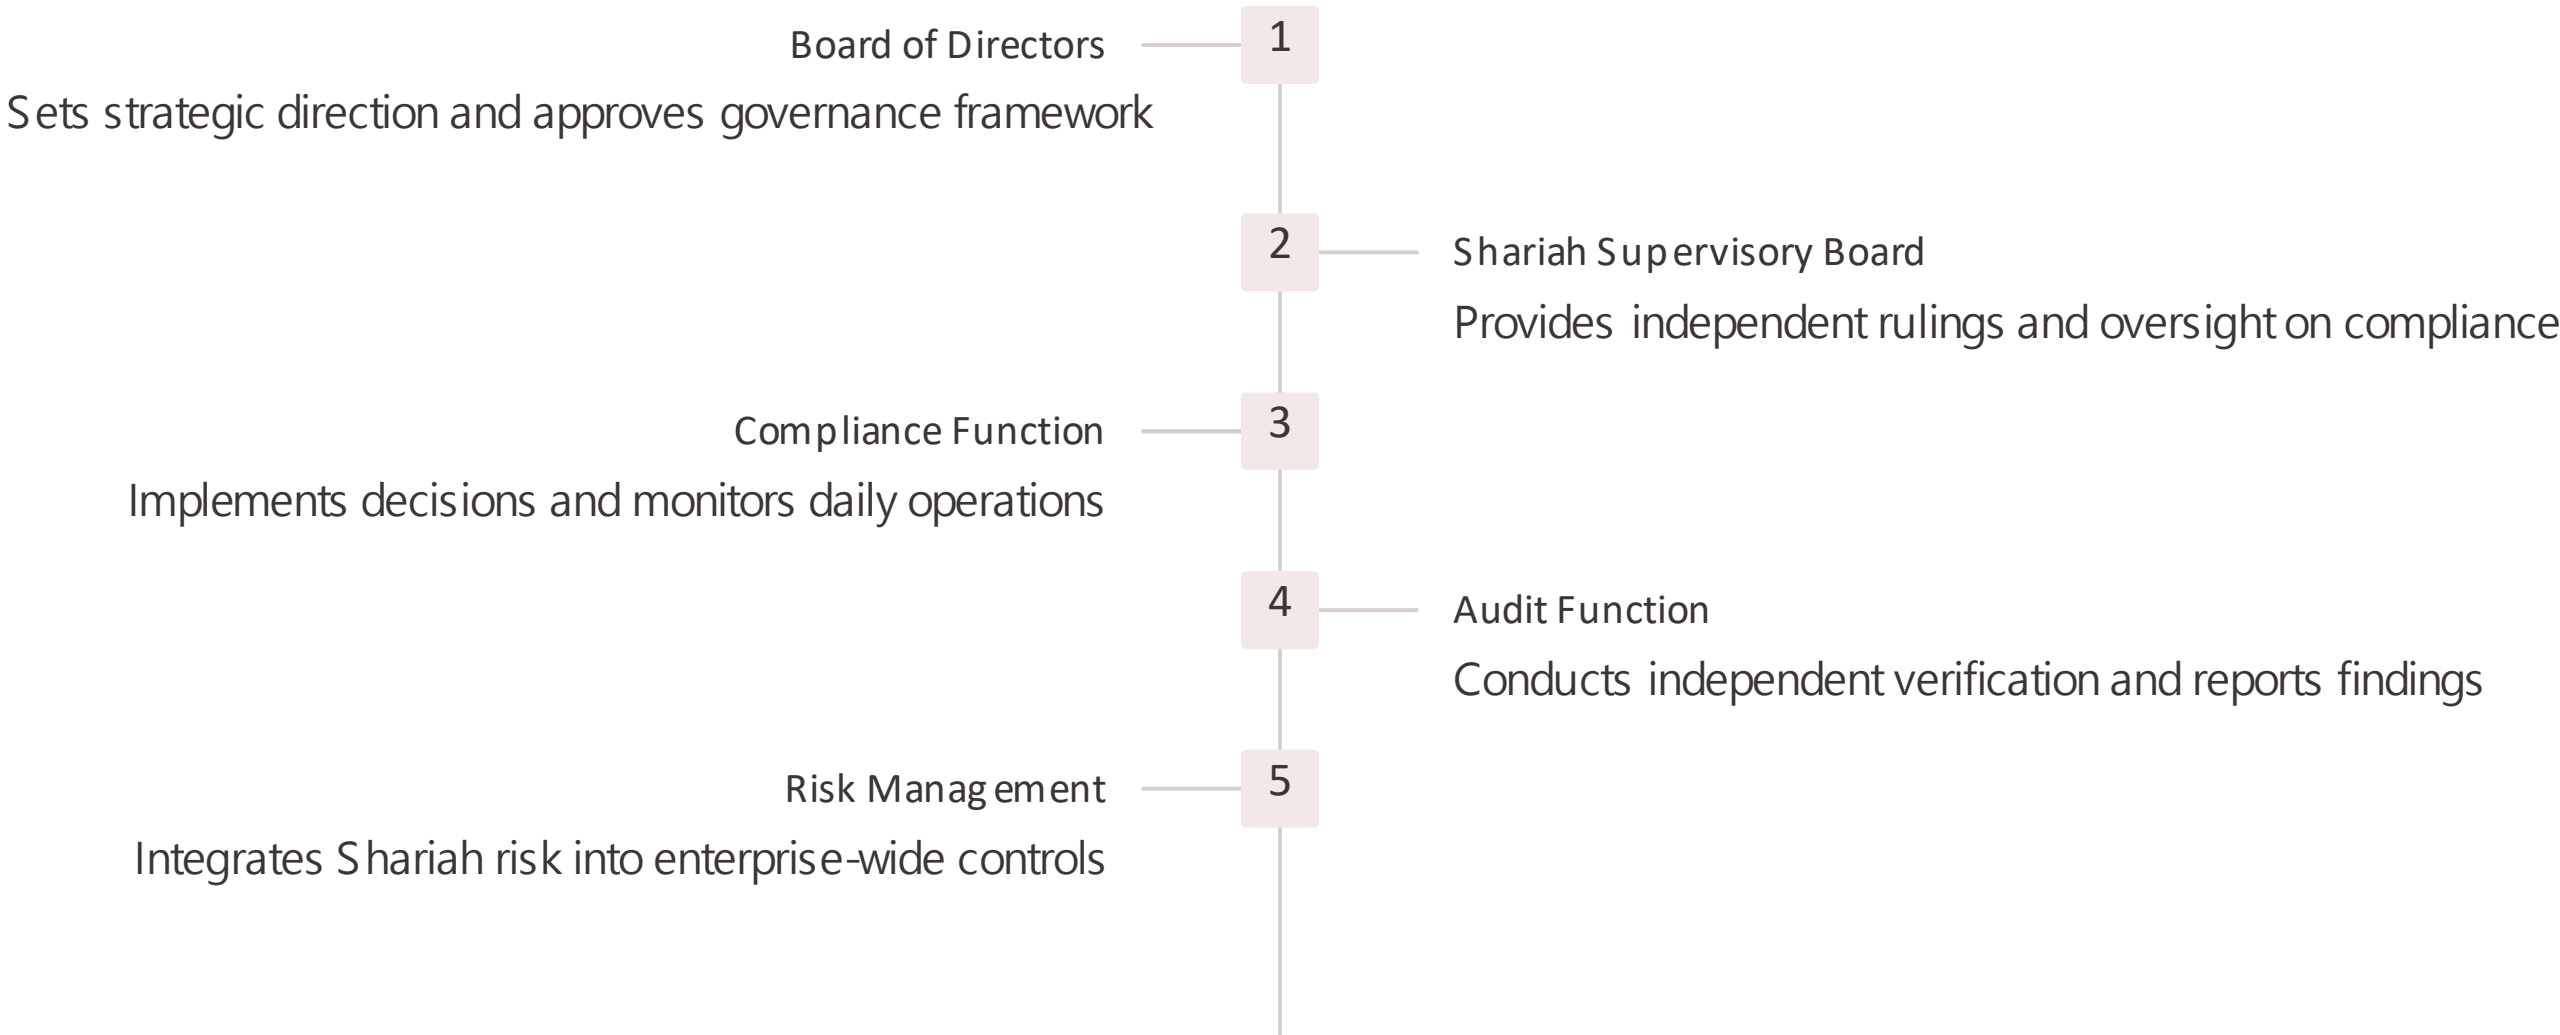 Board of Directors
1
Sets strategic direction and approves governance framework
2
Shariah Supervisory Board
Provides independent rulings and oversight on compliance
Compliance Function
3
Implements decisions and monitors daily operations
4
Audit Function
Conducts independent verification and reports findings
Risk Management
5
Integrates Shariah risk into enterprise-wide controls